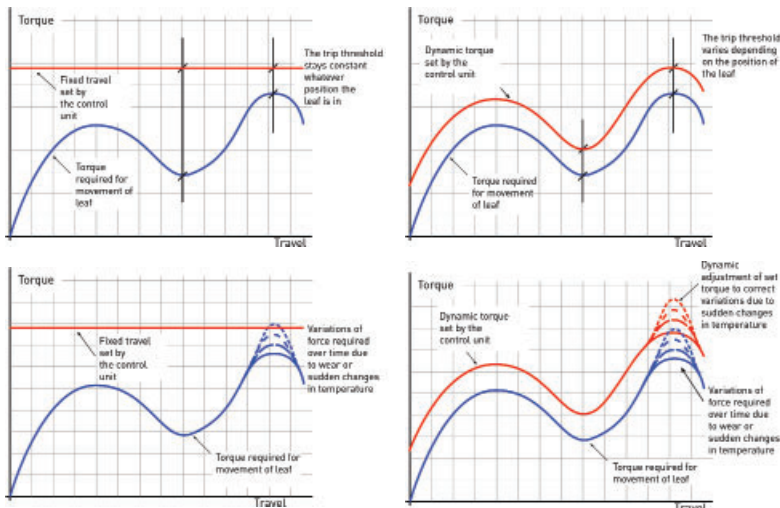 Torque
Fixed travel
set by
the control
unit
The trip threshold
stays constant
whatever
position the
leaf is in
Torque
required for
movement of
leaf
Travel
Torque
Dynamic torque
set by the
control unit
The trip threshold
varies depending
on the position of
the leaf
Torque required
for movement
of leaf
Travel
Torque
Fixed travel
set by
the control
unit
Variations of
force required
over time due
to wear or
sudden changes
in temperature
Torque required for
movement of leaf
Travel
Torque
Dynamic torque
set by the
control unit
Dynamic
adjustment of set
torque to correct
variations due to
sudden changes
in temperature
Variations of
force required
over time due
to wear or
sudden changes
in temperature
Torque required for
movement of leaf
Travel